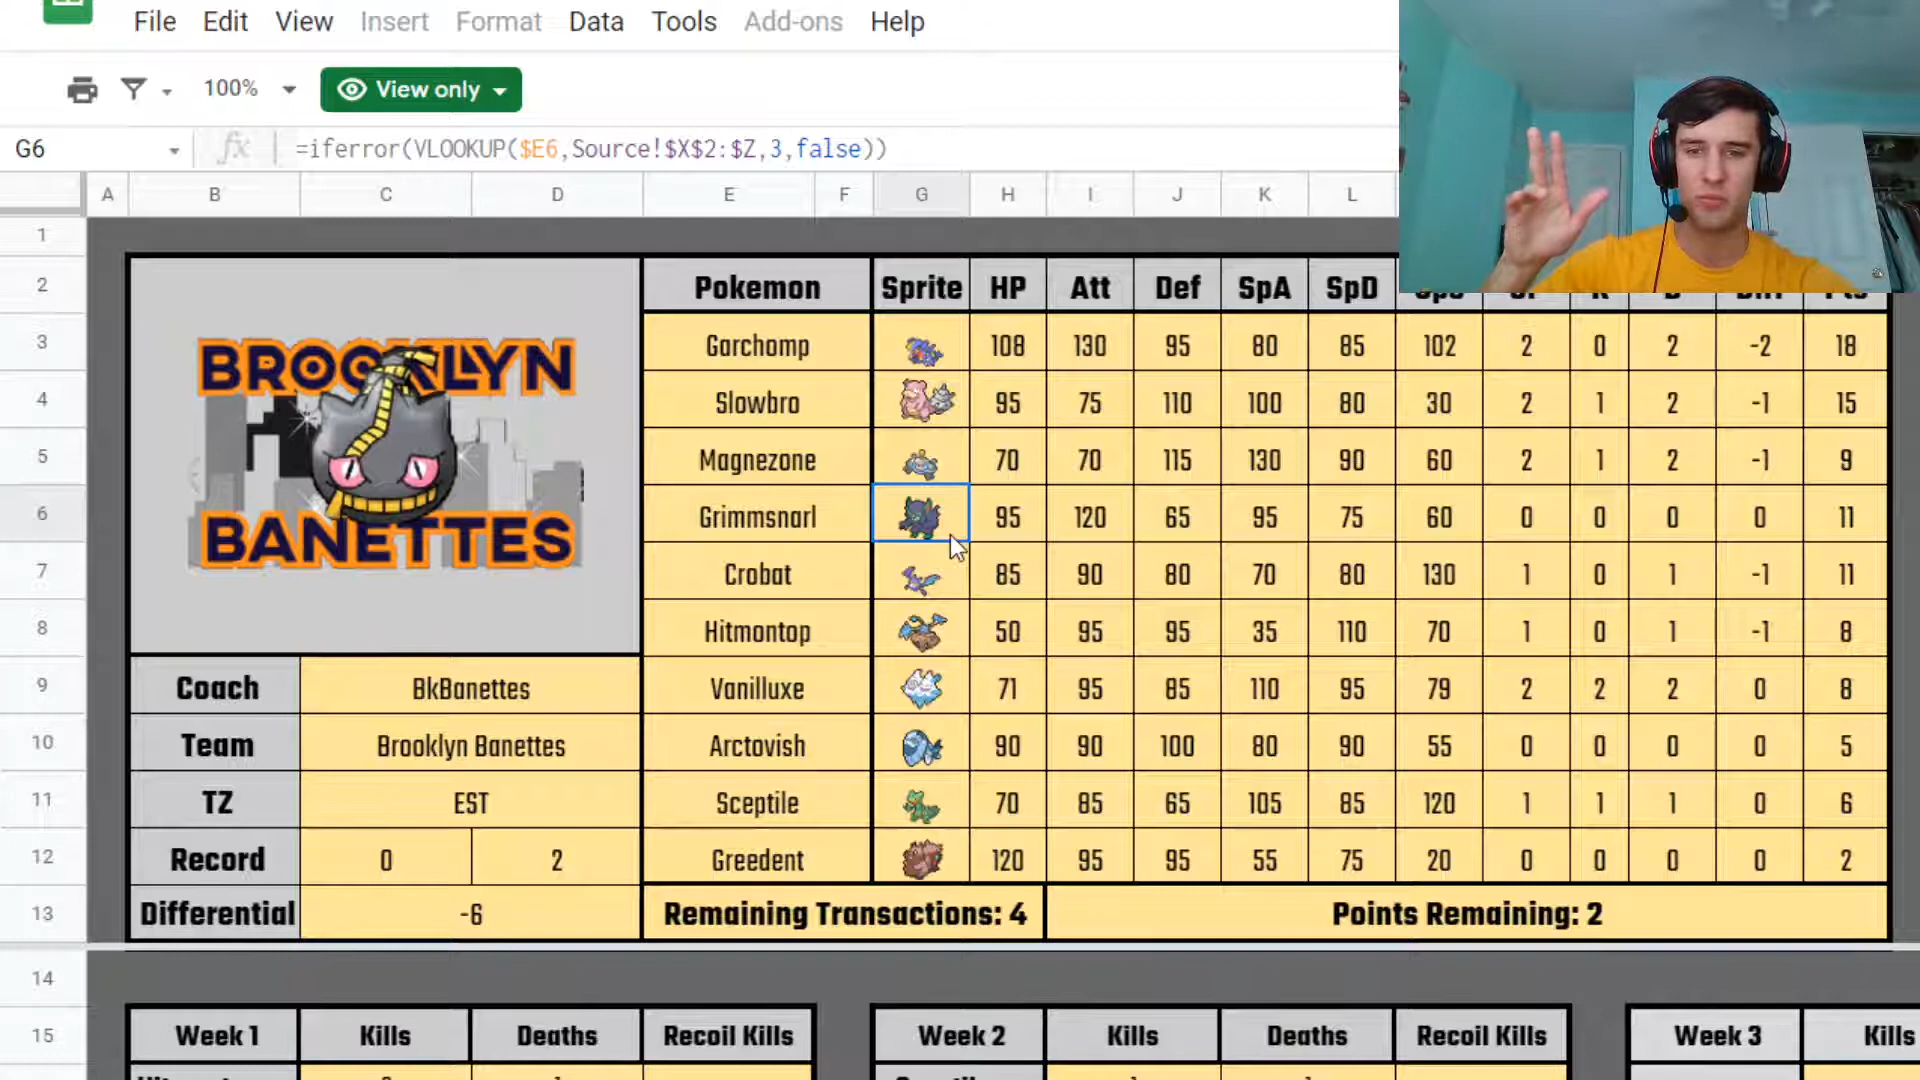 File Edit View Insert Format Data Tools Add-ons Help
100% View only
G6 fx =iferror(VLOOKUP($E6,Source!$X$2:$Z,3,false))
A B C D E F G H I J K L
1
2 Pokemon Sprite HP Att Def SpA SpD
3 Garchomp 108 130 95 80 85 102 2 0 2 -2 18
BROOKLYN
4 Slowbro 95 75 110 100 80 30 2 1 2 -1 15
5 Magnezone 70 70 115 130 90 60 2 1 2 -1 9
6 Grimmsnarl 95 120 65 95 75 60 0 0 0 0 11
BANETTES
7 Crobat 85 90 80 70 80 130 1 0 1 -1 11
8 Hitmontop 50 95 95 35 110 70 1 0 1 -1 8
9 Coach BkBanettes Vanilluxe 71 95 85 110 95 79 2 2 2 0 8
10 Team Brooklyn Banettes Arctovish 90 90 100 80 90 55 0 0 0 0 5
11 TZ EST Sceptile 70 85 65 105 85 120 1 1 1 0 6
12 Record 0 2 Greedent 120 95 95 55 75 20 0 0 0 0 2
13 Differential -6 Remaining Transactions: 4 Points Remaining: 2
14
15 Week 1 Kills Deaths Recoil Kills Week 2 Kills Deaths Recoil Kills Week 3 Kills